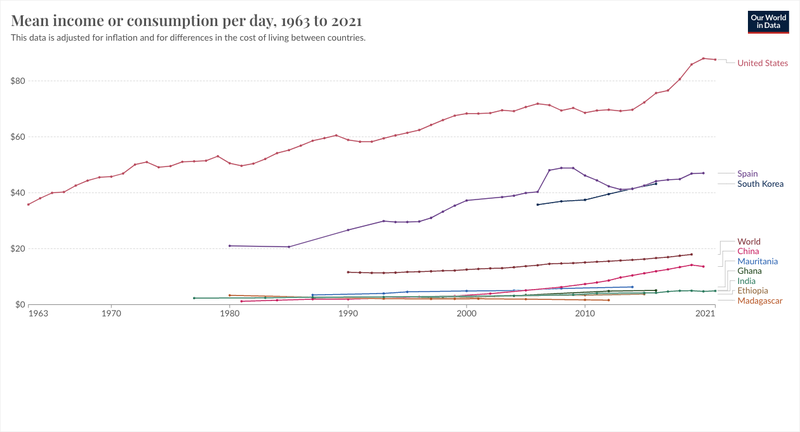 Mean income or consumption per day, 1963 to 2021
Our World
in Data
This data is adjusted for inflation and for differences in the cost of living between countries.
$80
$60
$40
$20
$0
United States
Spain
South Korea
World
China
Mauritania
Ghana
India
Ethiopia
Madagascar
1963
1970
1980
1990
2000
2010
2021